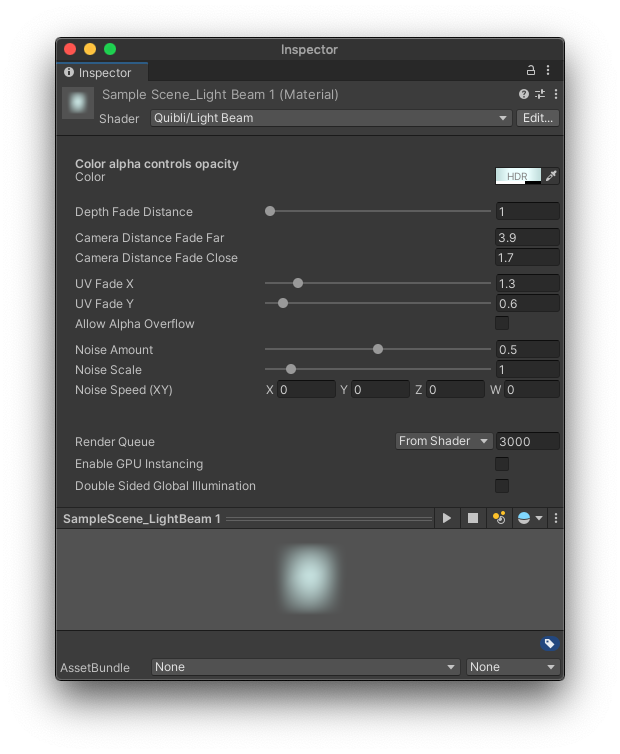 Inspector
Inspector
Sample Scene_Light Beam 1 (Material)
Shader Quibli/Light Beam Edit...
Color alpha controls opacity
Color HDR
Depth Fade Distance 1
Camera Distance Fade Far 3.9
Camera Distance Fade Close 1.7
UV Fade X 1.3
UV Fade Y 0.6
Allow Alpha Overflow
Noise Amount 0.5
Noise Scale 1
Noise Speed (XY) X 0 Y 0 Z 0 W 0
Render Queue From Shader 3000
Enable GPU Instancing
Double Sided Global Illumination
SampleScene_LightBeam 1
AssetBundle None None